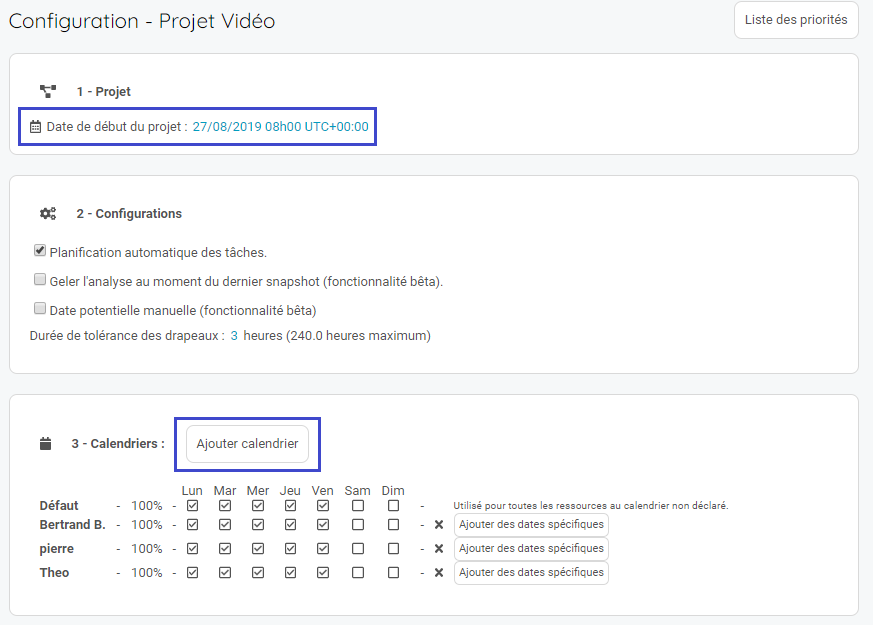 Configuration - Projet Vidéo
Liste des priorités
1 - Projet
Date de début du projet : 27/08/2019 08h00 UTC+00:00
2 - Configurations
Planification automatique des tâches.
Geler l'analyse au moment du dernier snapshot (fonctionnalité bêta).
Date potentielle manuelle (fonctionnalité bêta)
Durée de tolérance des drapeaux : 3 heures (240.0 heures maximum)
3 - Calendriers : Ajouter calendrier
Lun Mar Mer Jeu Ven Sam Dim
Défaut - 100% - - Utilisé pour toutes les ressources au calendrier non déclaré.
Bertrand B. - 100% - - Ajouter des dates spécifiques
pierre - 100% - - Ajouter des dates spécifiques
Theo - 100% - - Ajouter des dates spécifiques